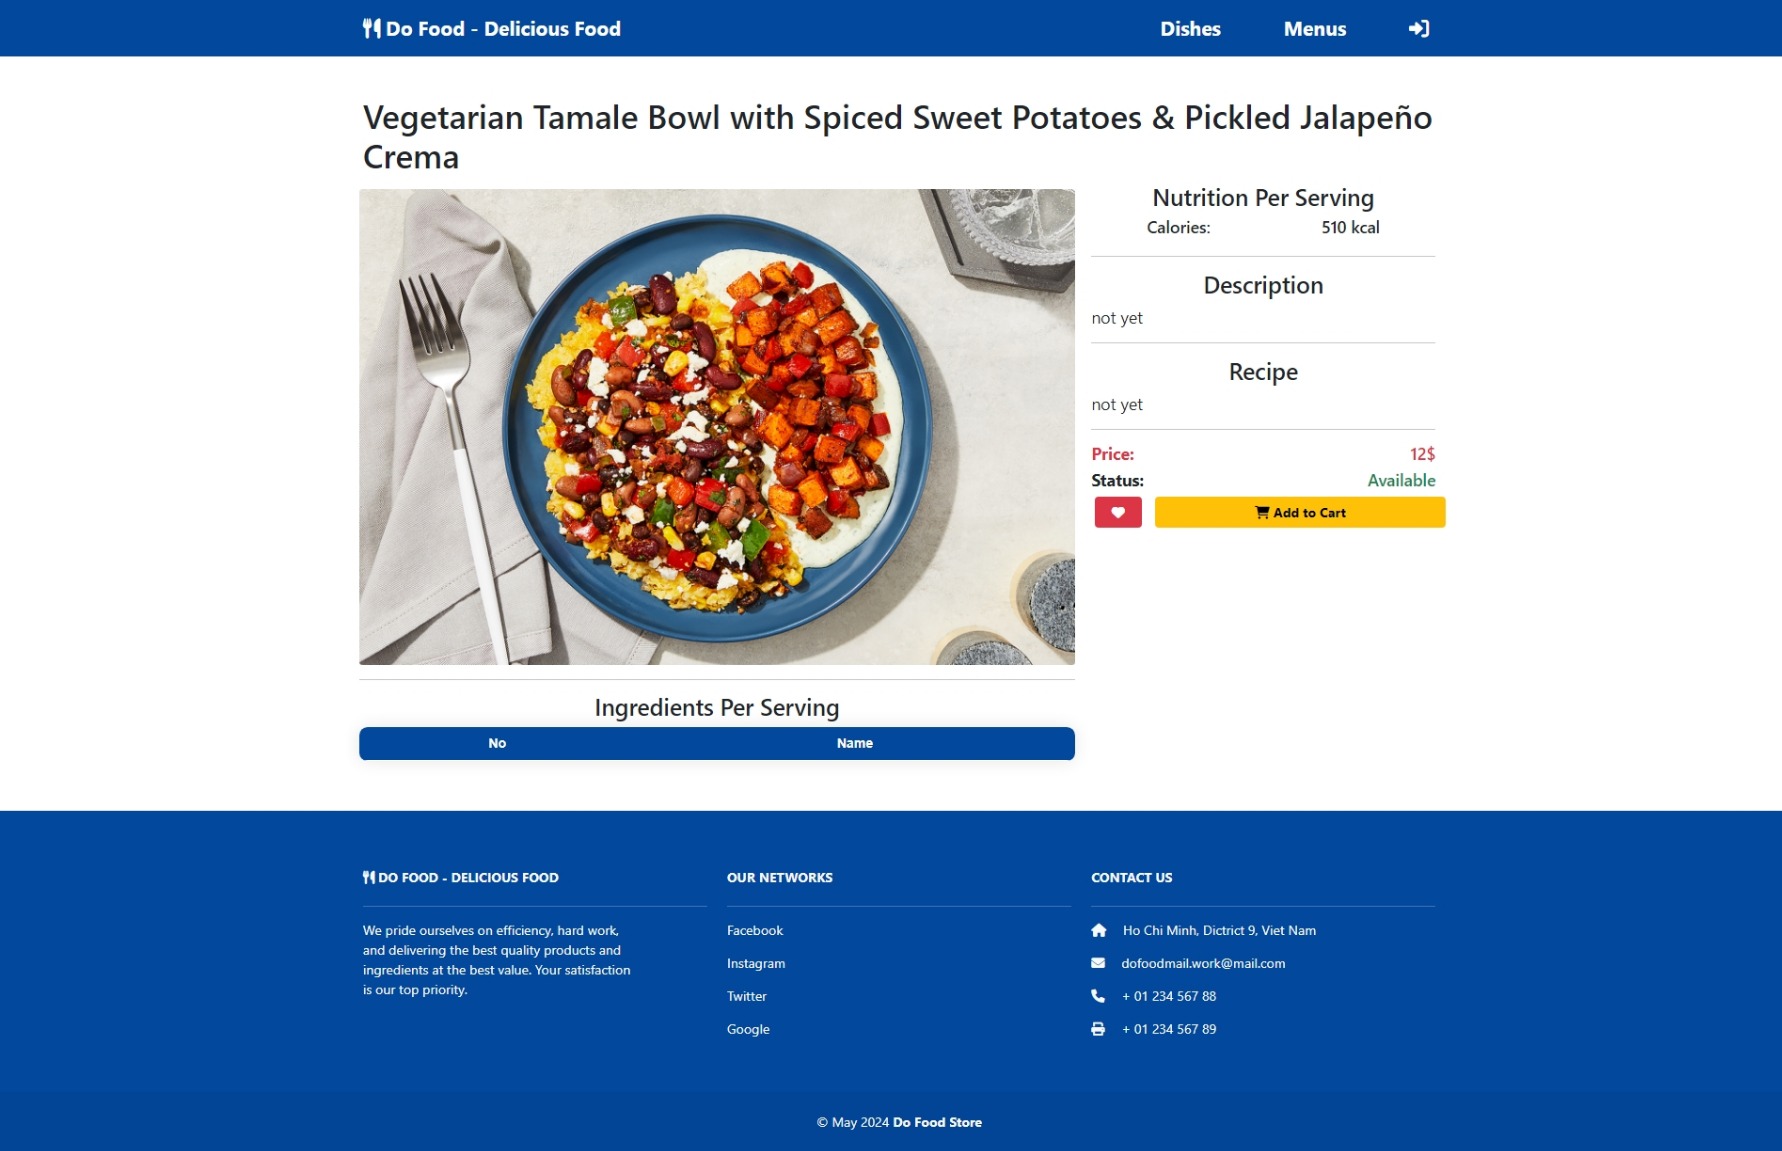 Do Food - Delicious Food
Dishes
Menus
Vegetarian Tamale Bowl with Spiced Sweet Potatoes & Pickled Jalapeño
Crema
Nutrition Per Serving
Calories: 510 kcal
Description
not yet
Recipe
not yet
Price: 12$
Status: Available
Add to Cart
Ingredients Per Serving
No Name
DO FOOD - DELICIOUS FOOD
We pride ourselves on efficiency, hard work,
and delivering the best quality products and
ingredients at the best value. Your satisfaction
is our top priority.
OUR NETWORKS
Facebook
Instagram
Twitter
Google
CONTACT US
Ho Chi Minh, Dictrict 9, Viet Nam
dofoodmail.work@mail.com
+ 01 234 567 88
+ 01 234 567 89
© May 2024 Do Food Store